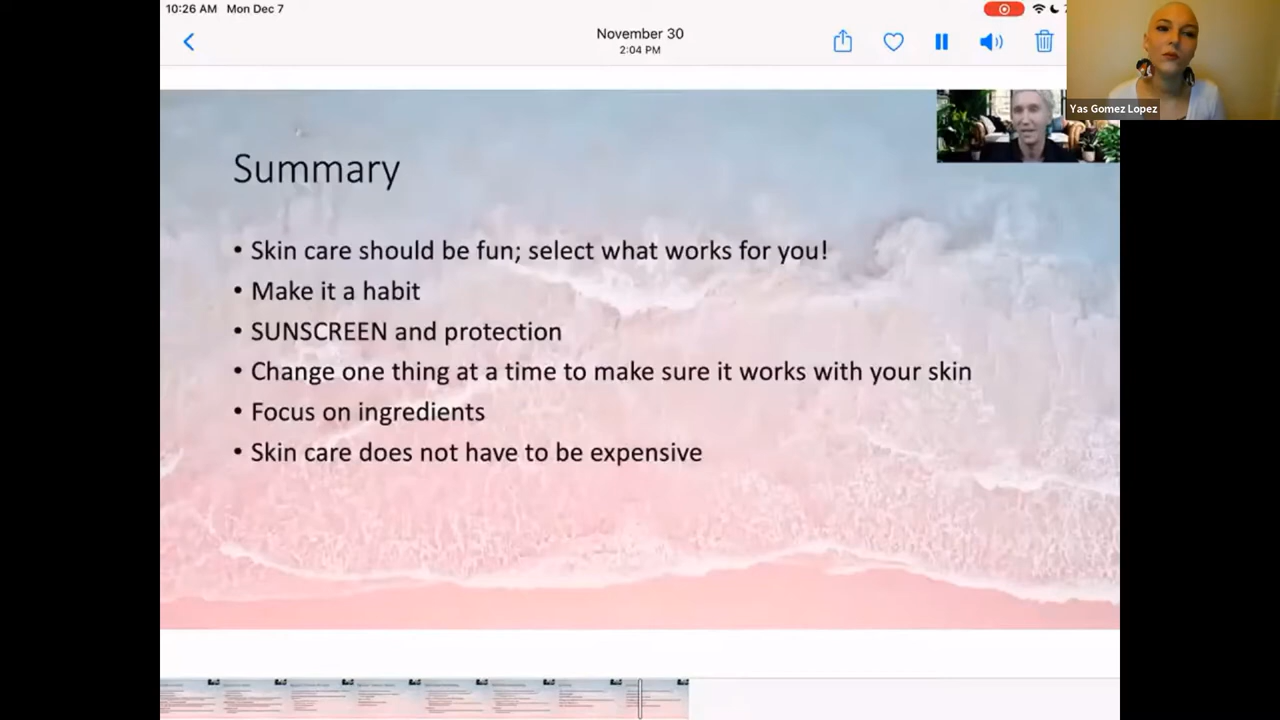 10:26 AM Mon Dec 7
November 30
2:04 PM
Yas Gomez Lopez
Summary
• Skin care should be fun; select what works for you!
• Make it a habit
• SUNSCREEN and protection
• Change one thing at a time to make sure it works with your skin
• Focus on ingredients
• Skin care does not have to be expensive